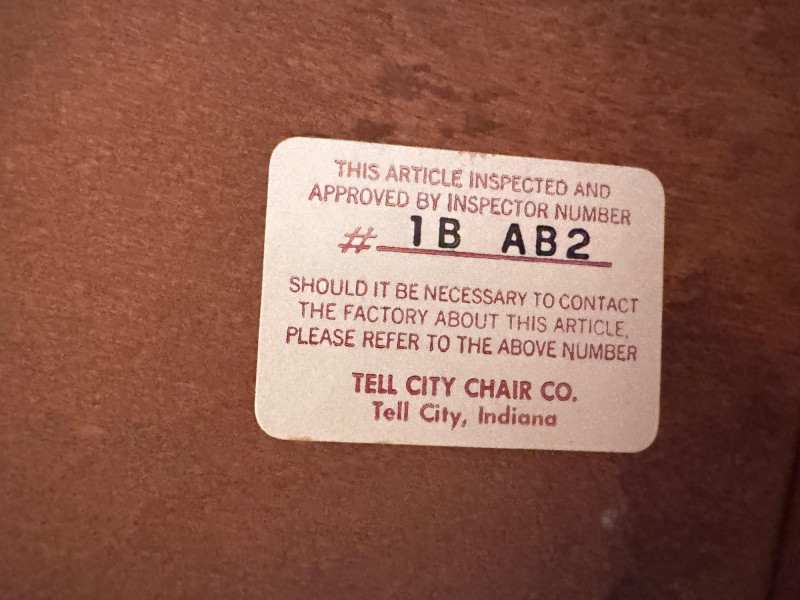 THIS ARTICLE INSPECTED AND
APPROVED BY INSPECTOR NUMBER
# 1B AB2
SHOULD IT BE NECESSARY TO CONTACT
THE FACTORY ABOUT THIS ARTICLE,
PLEASE REFER TO THE ABOVE NUMBER
TELL CITY CHAIR CO.
Tell City, Indiana